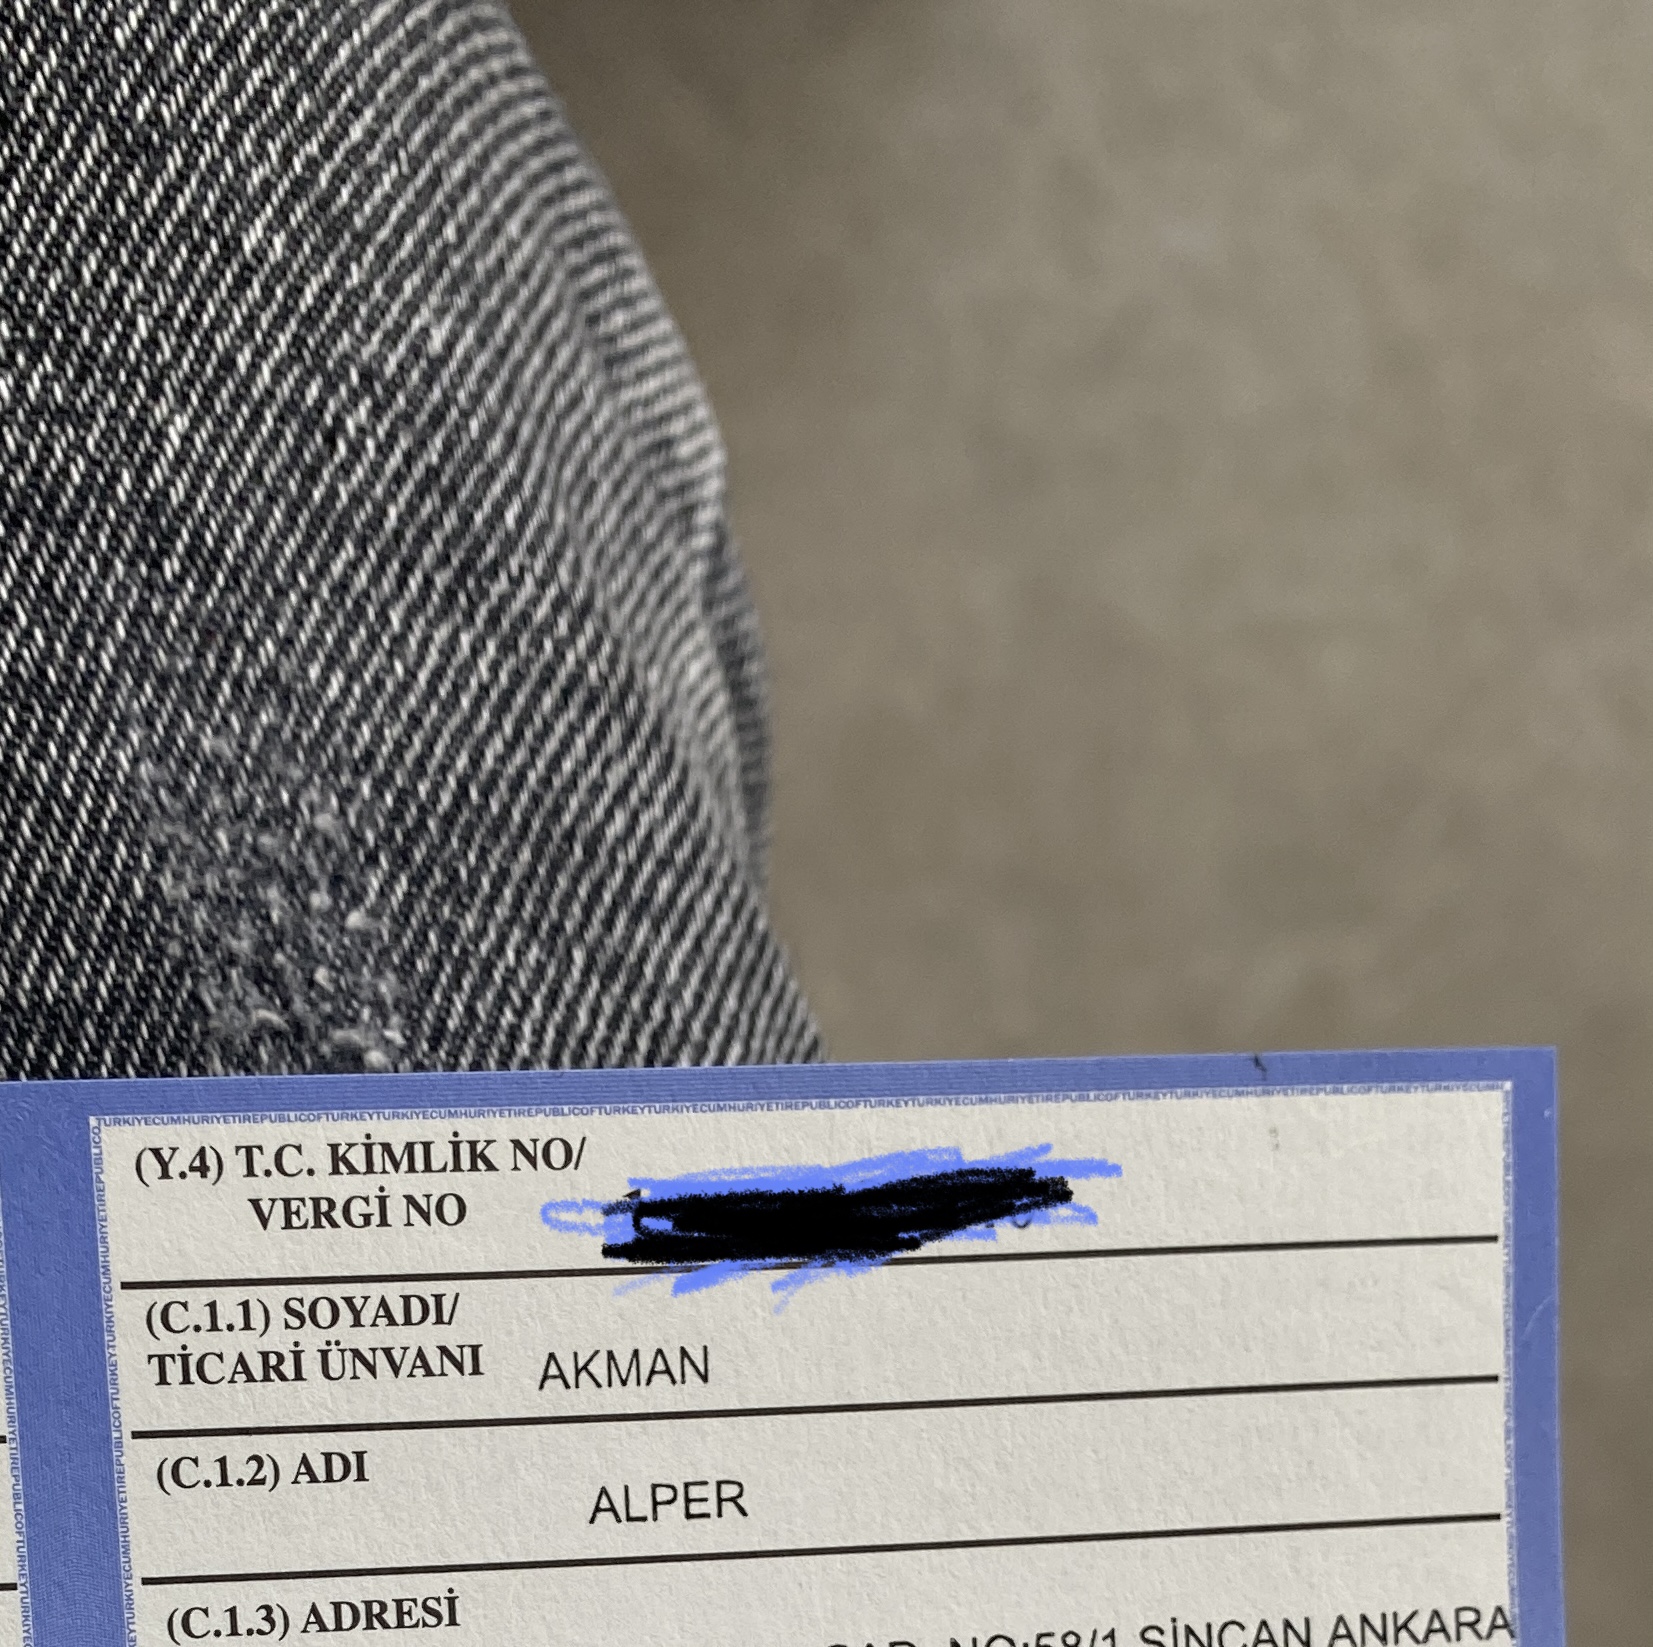 TURKIYECUMHURIYETIREPUBLICOFTURKEYTURKIYECUMHURIYETIREPUBLICOFTURKEYTURKIYECUMHURIYETIREPUBLICOFTURKEYTURKIYECUMHURIYETIREPUBLICOFTURKEYTURKIYECUMHURIYETI
(Y.4) T.C. KİMLİK NO/
VERGİ NO
(C.1.1) SOYADI/
TİCARİ ÜNVANI AKMAN
(C.1.2) ADI
ALPER
(C.1.3) ADRESİ
NO:58/1 SİNCAN ANKARA